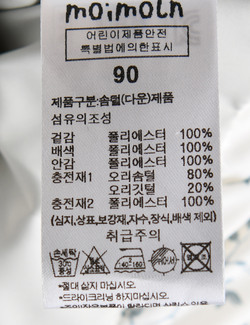 moimoln
어린이제품안전
특별법에의한표시
90
제품구분:솜털(다운)제품
섬유의조성
겉감 폴리에스터 100%
배색 폴리에스터 100%
안감 폴리에스터 100%
충전재1 오리솜털 80%
오리깃털 20%
충전재2 폴리에스터 100%
(심지,상표,보강재,자수,장식,배색 제외)
취급주의
손세탁
30℃
중성
*절대 삶지 마십시오.
*드라이크리닝 하지마십시오.